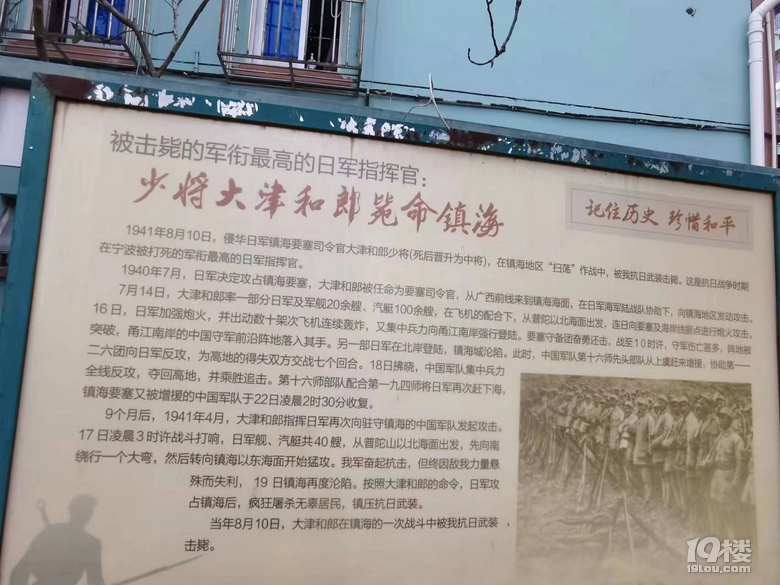 被击毙的军衔最高的日军指挥官：
少将大津和郎毙命镇海
记住历史 珍惜和平
1941年8月10日，侵华日军镇海要塞司令官大津和郎少将(死后晋升为中将)，在镇海地区“扫荡”作战中，被我抗日武装击毙。这是抗日战争时期
在宁波被打死的军衔最高的日军指挥官。
1940年7月，日军决定攻占镇海要塞，大津和郎被任命为要塞司令官，从广西前线来到镇海海面，在日军海军陆战队协助下，向镇海地区发动攻击。
7月14日，大津和郎率一部分日军及军舰20余艘、汽艇100余艘，在飞机的配合下，从普陀以北海面出发，连日向要塞及海岸线据点进行炮火攻击。
16日，日军加强炮火，并出动数十架次飞机连续轰炸，又集中兵力向甬江南岸强行登陆。要塞守备团奋勇还击，战至10时许，守军伤亡甚多，阵地被
突破，甬江南岸的中国守军前沿阵地落入其手。另一部日军在北岸登陆，镇海城沦陷。此时，中国军队第十六师先头部队从上虞赶来增援，协助第一一
二六团向日军反攻，为高地的得失双方交战七个回合。18日拂晓，中国军队集中兵力
全线反攻，夺回高地，并乘胜追击。第十六师部队配合第一九四师将日军再次赶下海，
镇海要塞又被增援的中国军队于22日凌晨2时30分收复。
9个月后，1941年4月，大津和郎指挥日军再次向驻守镇海的中国军队发起攻击。
17日凌晨3时许战斗打响，日军舰、汽艇共40艘，从普陀山以北海面出发，先向南
绕行一个大弯，然后转向镇海以东海面开始猛攻。我军奋起抗击，但终因敌我力量悬
殊而失利，19日镇海再度沦陷。按照大津和郎的命令，日军攻
占镇海后，疯狂屠杀无辜居民，镇压抗日武装。
当年8月10日，大津和郎在镇海的一次战斗中被我抗日武装，
击毙。
19楼
19lou.com